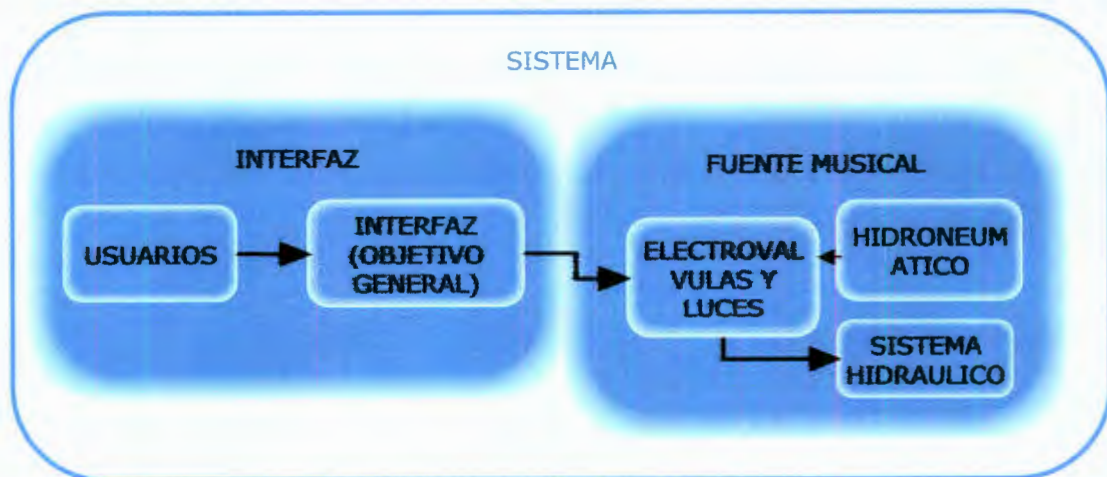 SISTEMA
INTERFAZ
USUARIOS
INTERFAZ
(OBJETIVO
GENERAL)
FUENTE MUSICAL
ELECTROVAL
VULAS Y
LUCES
HIDRONEUM
ATICO
SISTEMA
HIDRAULICO